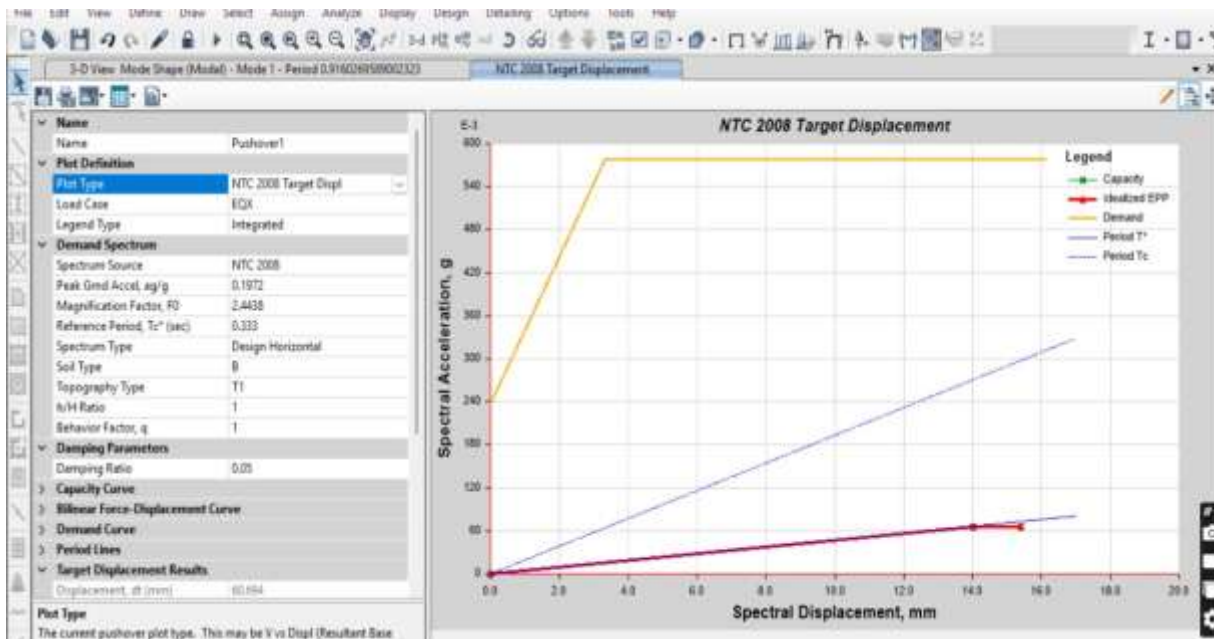 File Edit View Define Draw Select Assign Analyze Display Design Detailing Options Tools Help
3-D View Mode Shape (Modal) - Mode 1 - Period 0.9160269589002323
NTC 2008 Target Displacement
Name
Name Pushover1
Plot Definition
Plot Type NTC 2008 Target Displ
Load Case EQX
Legend Type Integrated
Demand Spectrum
Spectrum Source NTC 2008
Peak Grnd Accel, ag/g 0.1972
Magnification Factor, F0 2.4438
Reference Period, Tc* (sec) 0.333
Spectrum Type Design Horizontal
Soil Type B
Topography Type T1
h/H Ratio 1
Behavior Factor, q 1
Damping Parameters
Damping Ratio 0.05
Capacity Curve
Bilinear Force-Displacement Curve
Demand Curve
Period Lines
Target Displacement Results
Displacement, dt (mm) 60.694
Plot Type
The current pushover plot type. This may be V vs Displ (Resultant Base
NTC 2008 Target Displacement
E-3
600
540
480
420
360
300
240
180
120
60
0
Spectral Acceleration, g
0.0 2.0 4.0 6.0 8.0 10.0 12.0 14.0 16.0 18.0 20.0
Spectral Displacement, mm
Legend
Capacity
Idealized EPP
Demand
Period T*
Period Tc